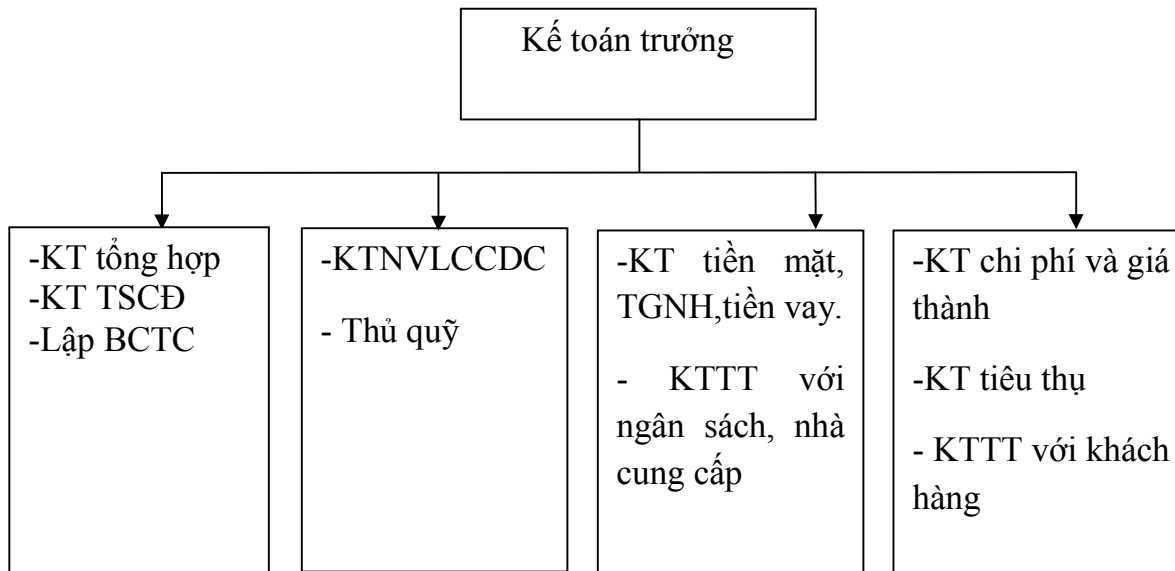 Kế toán trưởng
-KT tổng hợp
-KT TSCĐ
-Lập BCTC
-KTNVLCCDC
- Thủ quỹ
-KT tiền mặt,
TGNH,tiền vay.
- KTTT với
ngân sách, nhà
cung cấp
-KT chi phí và giá
thành
-KT tiêu thụ
- KTTT với khách
hàng